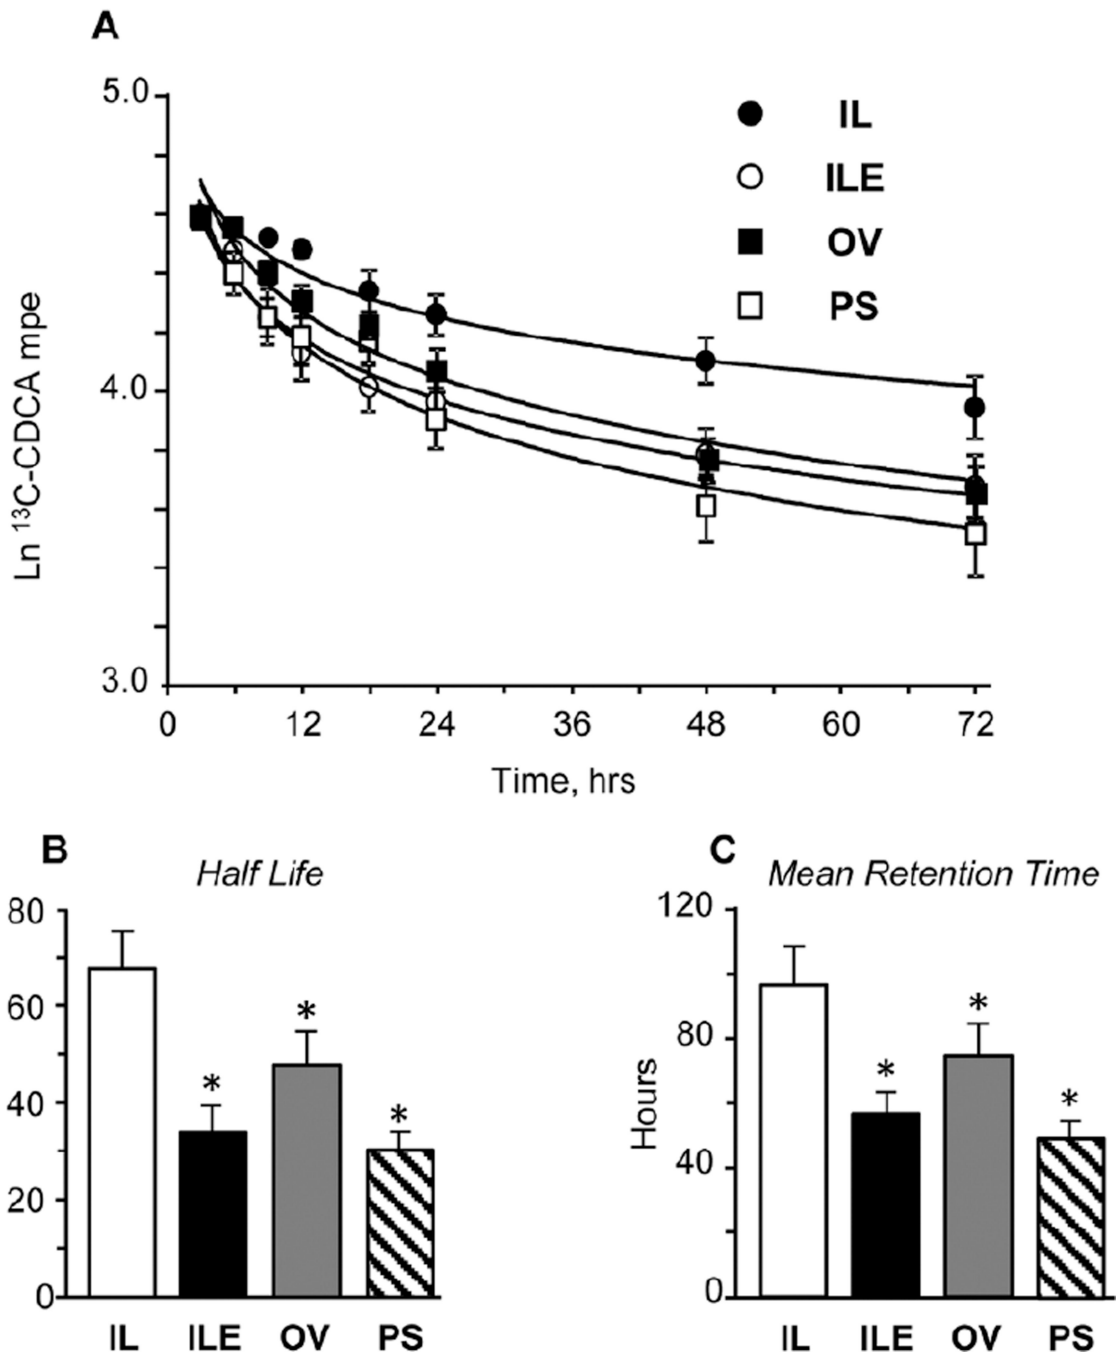 A
5.0
4.0
3.0
Ln ¹³C-CDCA mpe
IL
ILE
OV
PS
0 12 24 36 48 60 72
Time, hrs
B
Half Life
80
60
40
20
0
*
*
*
IL ILE OV PS
C
Mean Retention Time
120
80
40
0
Hours
*
*
*
IL ILE OV PS